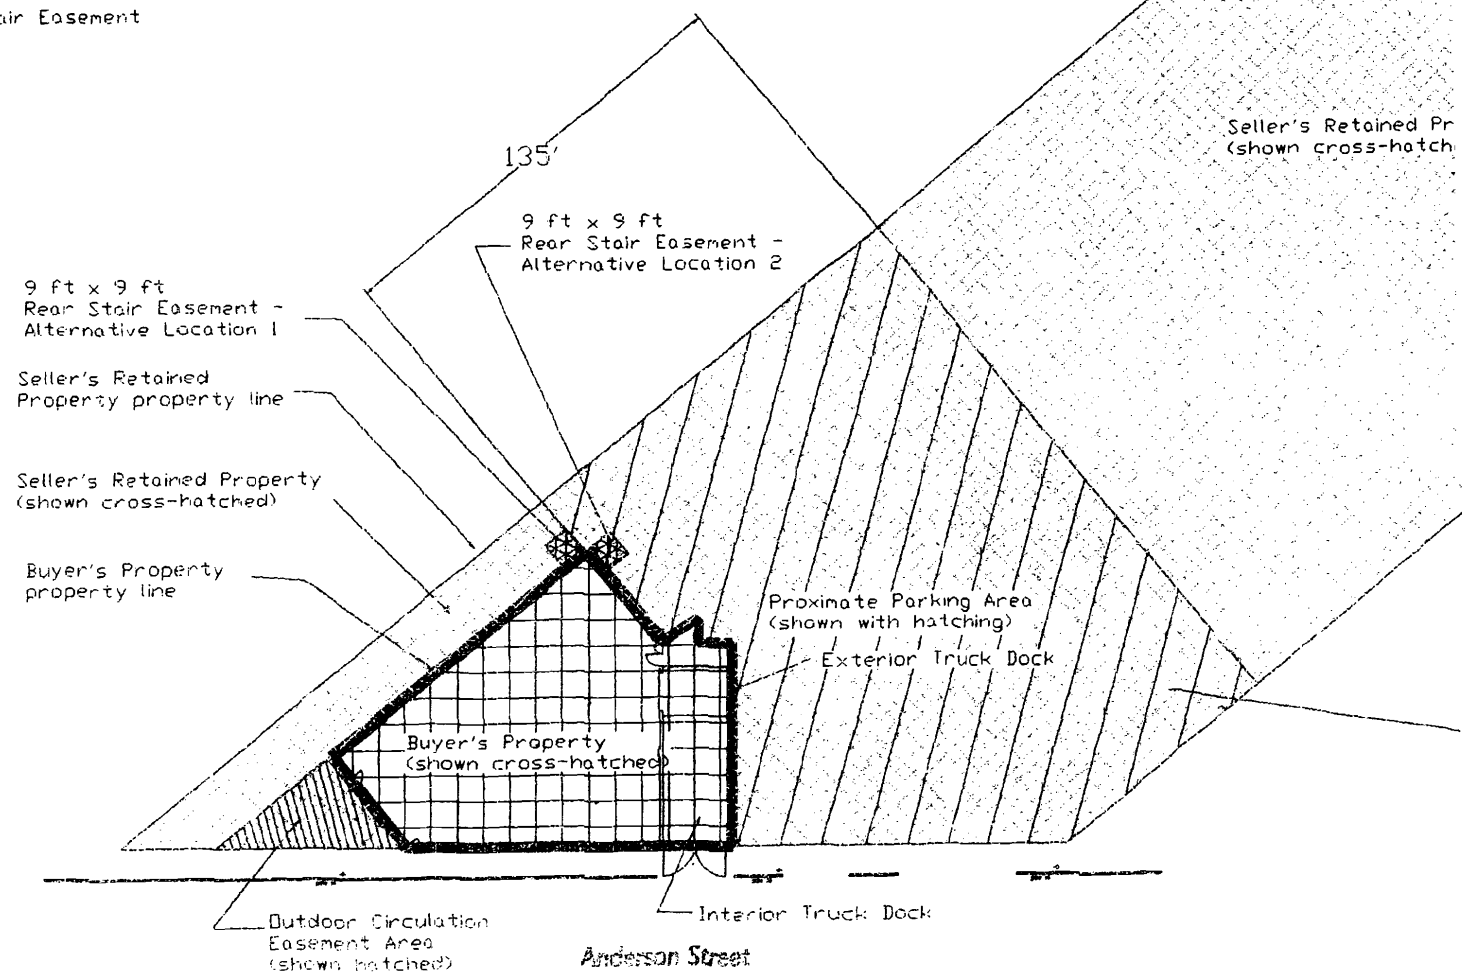 air Easement
Seller's Retained Pr
(shown cross-hatch
135'
9 ft x 9 ft
Rear Stair Easement -
Alternative Location 2
9 ft x 9 ft
Rear Stair Easement -
Alternative Location 1
Seller's Retained
Property property line
Seller's Retained Property
(shown cross-hatched)
Buyer's Property
property line
Proximate Parking Area
(shown with hatching)
Exterior Truck Dock
Buyer's Property
(shown cross-hatched)
Interior Truck Dock
Outdoor Circulation
Easement Area
(shown hatched)
Anderson Street